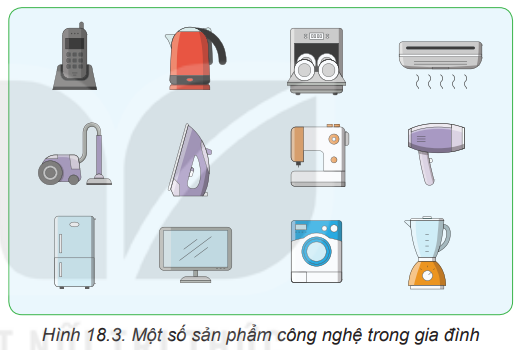 Hình 18.3. Một số sản phẩm công nghệ trong gia đình